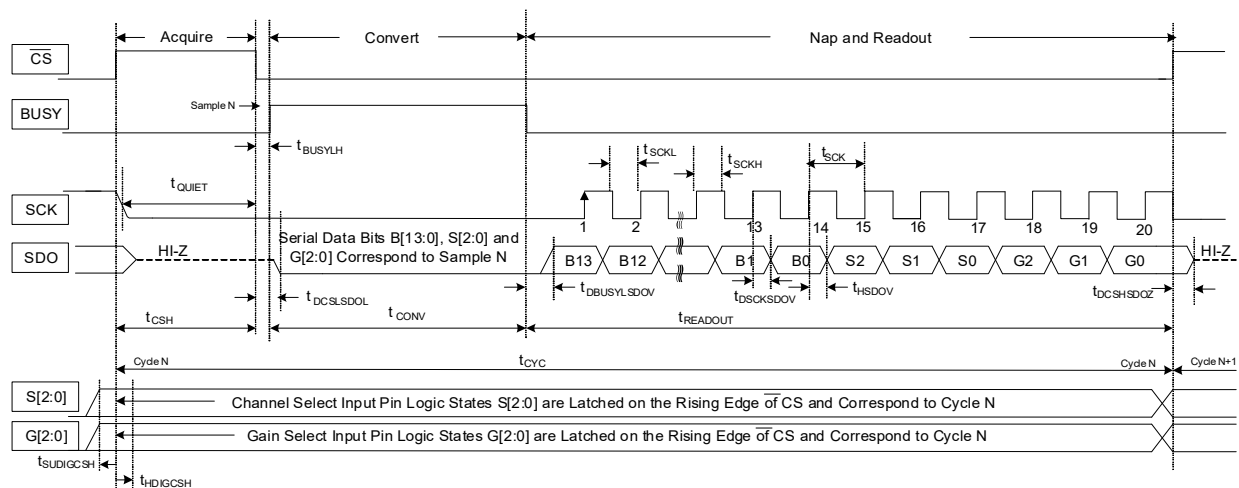 Acquire Convert Nap and Readout
CS
Sample N
BUSY
tBUSYLH
tSCKL tSCKH tSCK
tQUIET
SCK
1 2 13 14 15 16 17 18 19 20
Serial Data Bits B[13:0], S[2:0] and
G[2:0] Correspond to Sample N
SDO
HI-Z B13 B12 B1 B0 S2 S1 S0 G2 G1 G0 HI-Z
tDCSLSDOL tDBUSYLSDOV tDSCKSDOV tHSDOV tDCSHSDOZ
tCSH tCONV tREADOUT
Cycle N tCYC Cycle N Cycle N+1
S[2:0]
Channel Select Input Pin Logic States S[2:0] are Latched on the Rising Edge of CS and Correspond to Cycle N
G[2:0]
Gain Select Input Pin Logic States G[2:0] are Latched on the Rising Edge of CS and Correspond to Cycle N
tSUDIGCSH
tHDIGCSH